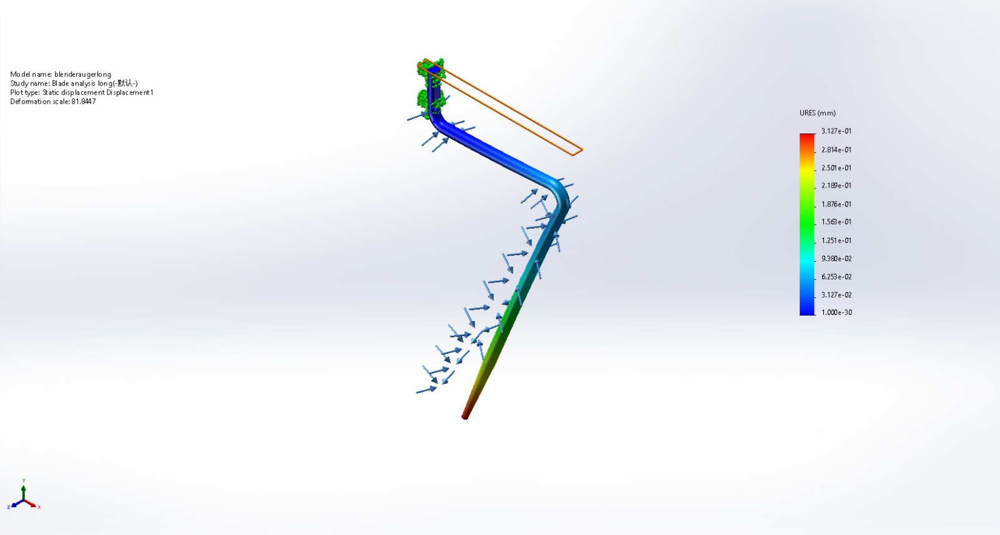 Model name: blenderaugerlong
Study name: Blade analysis long(-默认-)
Plot type: Static displacement Displacement1
Deformation scale: 81.8447
URES (mm)
3.127e-01
2.814e-01
2.501e-01
2.189e-01
1.876e-01
1.563e-01
1.251e-01
9.380e-02
6.253e-02
3.127e-02
1.000e-30
Y
Z
X